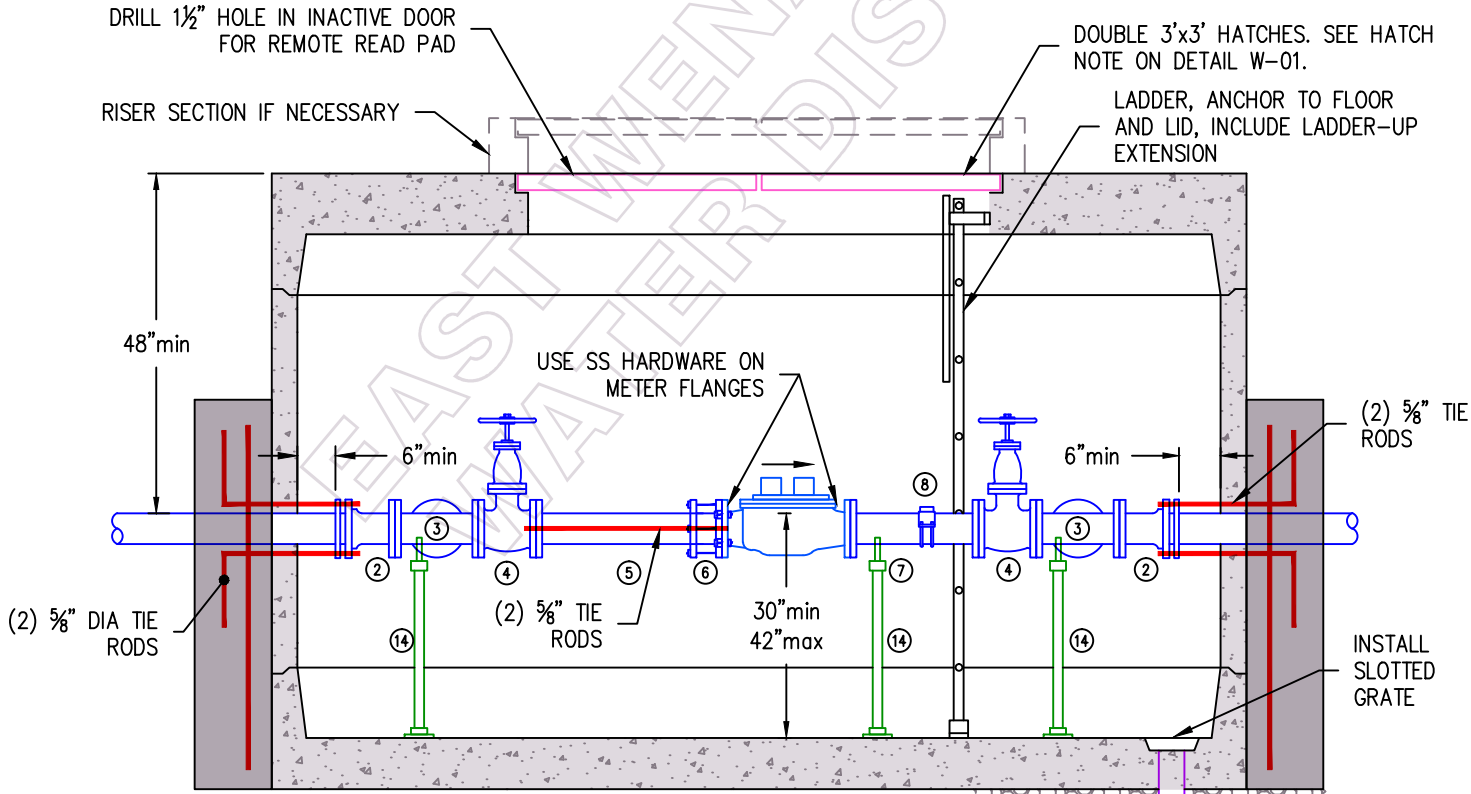 DRILL 1½" HOLE IN INACTIVE DOOR
FOR REMOTE READ PAD
DOUBLE 3'x3' HATCHES. SEE HATCH
NOTE ON DETAIL W-01.
RISER SECTION IF NECESSARY
LADDER, ANCHOR TO FLOOR
AND LID, INCLUDE LADDER-UP
EXTENSION
EAST WENA
WATER DIS
48"min
USE SS HARDWARE ON
METER FLANGES
(2) ⅝" TIE
RODS
6"min
6"min
8
3
3
2
4
5
6
7
4
2
(2) ⅝" DIA TIE
RODS
(2) ⅝" TIE
RODS
30"min
42"max
14
14
14
INSTALL
SLOTTED
GRATE